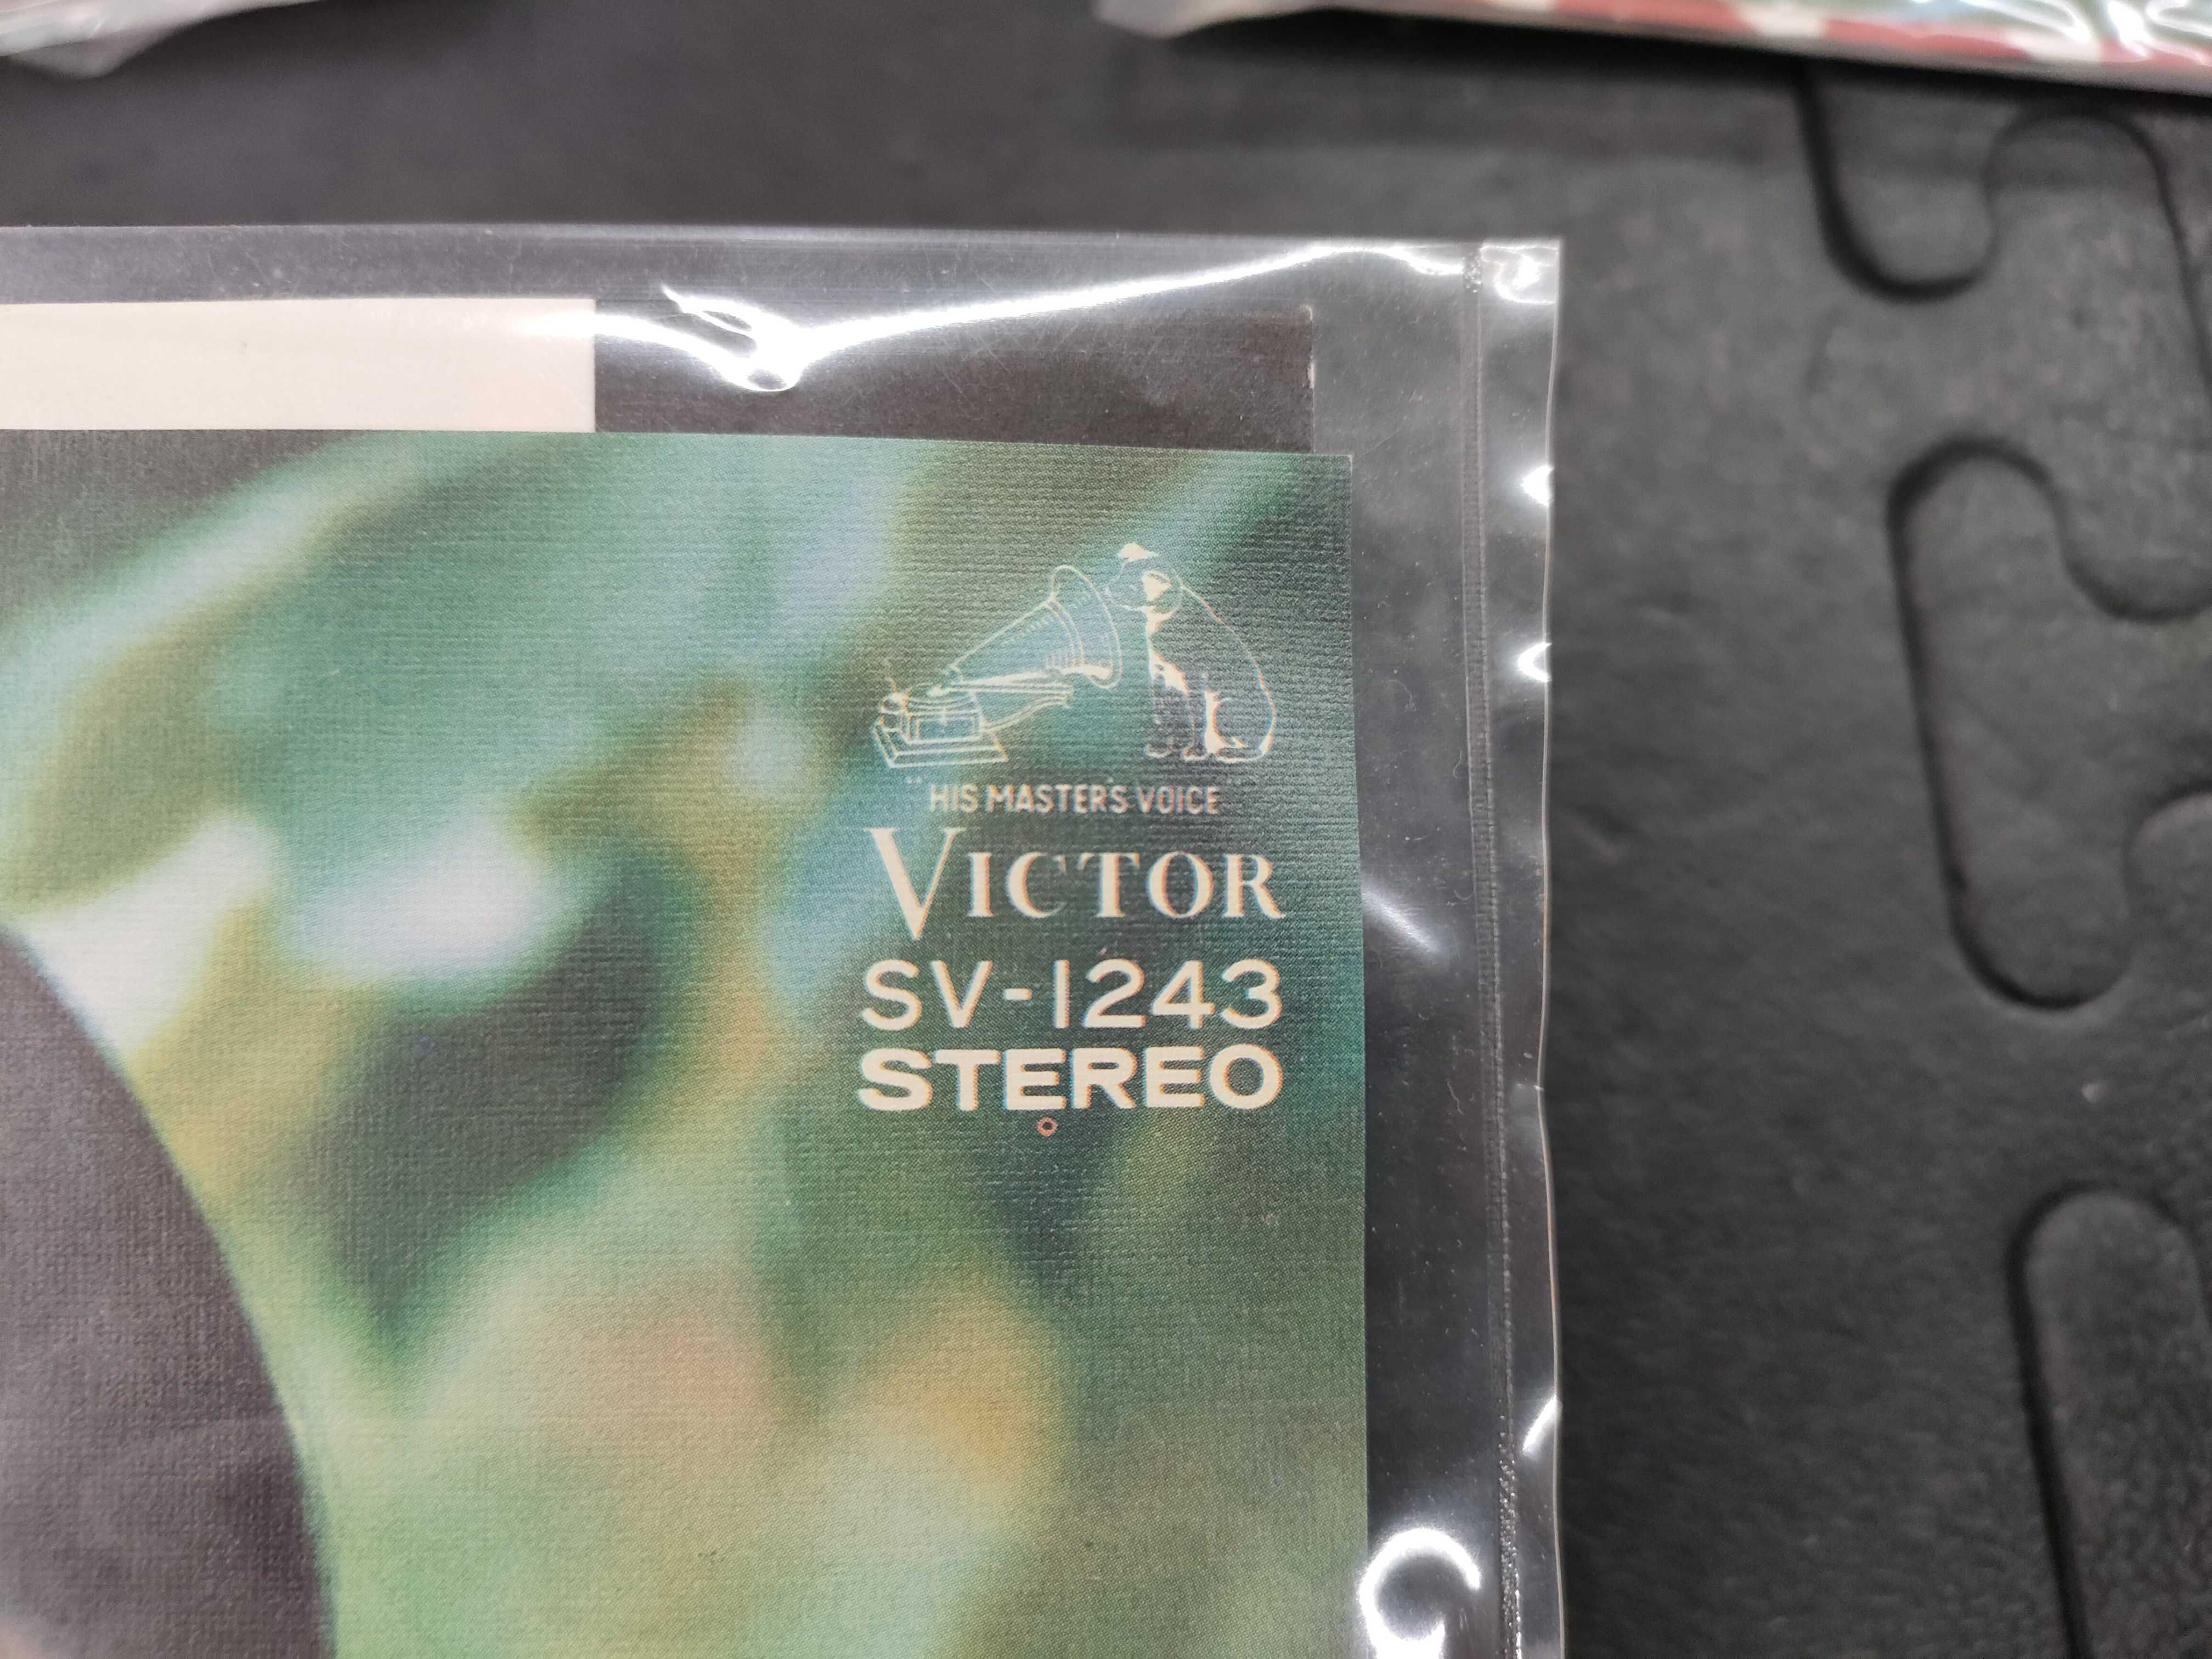 "HIS MASTER'S VOICE"
VICTOR
SV-1243
STEREO